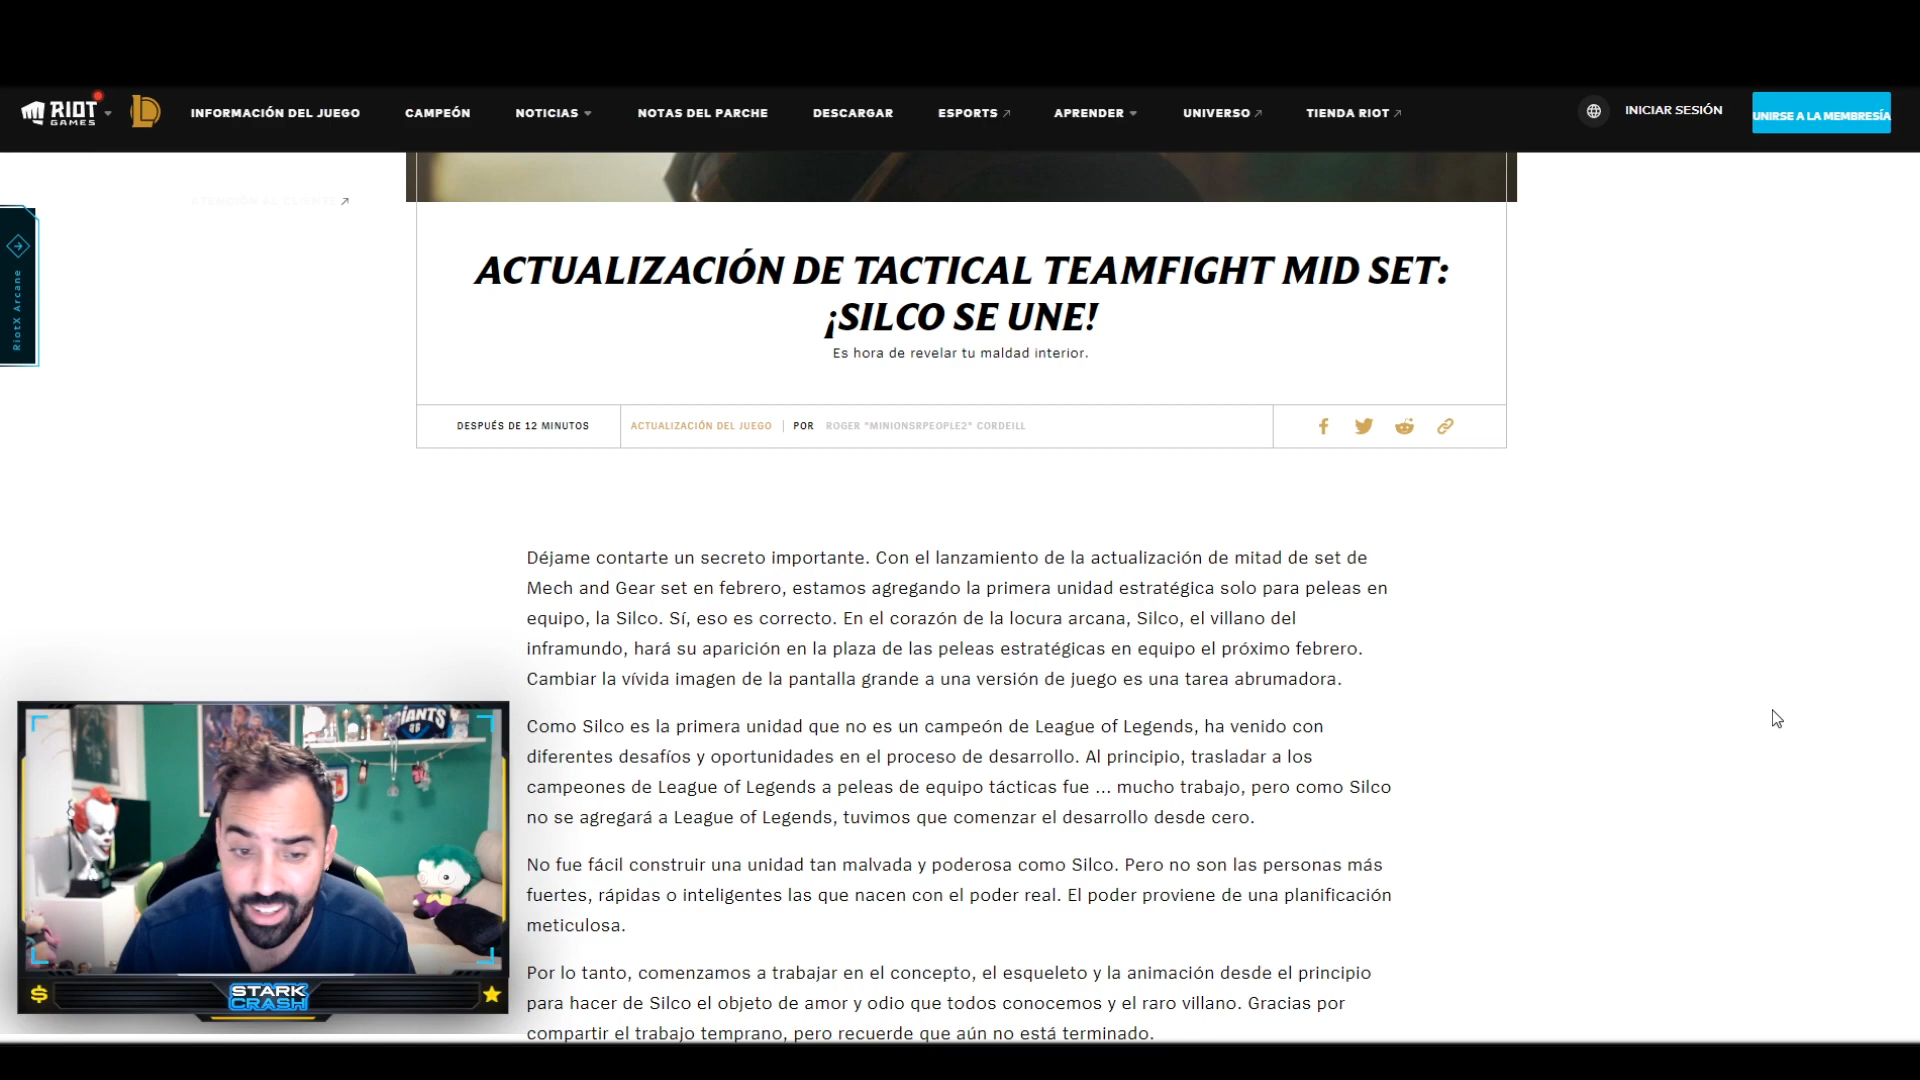 RIOT
GAMES
INFORMACIÓN DEL JUEGO
CAMPEÓN
NOTICIAS
NOTAS DEL PARCHE
DESCARGAR
ESPORTS
APRENDER
UNIVERSO
TIENDA RIOT
INICIAR SESIÓN
UNIRSE A LA MEMBRESÍA
ATENCIÓN AL CLIENTE
RiotX Arcane
ACTUALIZACIÓN DE TACTICAL TEAMFIGHT MID SET:
¡SILCO SE UNE!
Es hora de revelar tu maldad interior.
DESPUÉS DE 12 MINUTOS
ACTUALIZACIÓN DEL JUEGO
POR
ROGER "MINIONSRPEOPLE2" CORDEILL
Déjame contarte un secreto importante. Con el lanzamiento de la actualización de mitad de set de
Mech and Gear set en febrero, estamos agregando la primera unidad estratégica solo para peleas en
equipo, la Silco. Sí, eso es correcto. En el corazón de la locura arcana, Silco, el villano del
inframundo, hará su aparición en la plaza de las peleas estratégicas en equipo el próximo febrero.
Cambiar la vívida imagen de la pantalla grande a una versión de juego es una tarea abrumadora.
Como Silco es la primera unidad que no es un campeón de League of Legends, ha venido con
diferentes desafíos y oportunidades en el proceso de desarrollo. Al principio, trasladar a los
campeones de League of Legends a peleas de equipo tácticas fue ... mucho trabajo, pero como Silco
no se agregará a League of Legends, tuvimos que comenzar el desarrollo desde cero.
No fue fácil construir una unidad tan malvada y poderosa como Silco. Pero no son las personas más
fuertes, rápidas o inteligentes las que nacen con el poder real. El poder proviene de una planificación
meticulosa.
Por lo tanto, comenzamos a trabajar en el concepto, el esqueleto y la animación desde el principio
para hacer de Silco el objeto de amor y odio que todos conocemos y el raro villano. Gracias por
compartir el trabajo temprano, pero recuerde que aún no está terminado.
GIANTS
$
STARK
CRASH